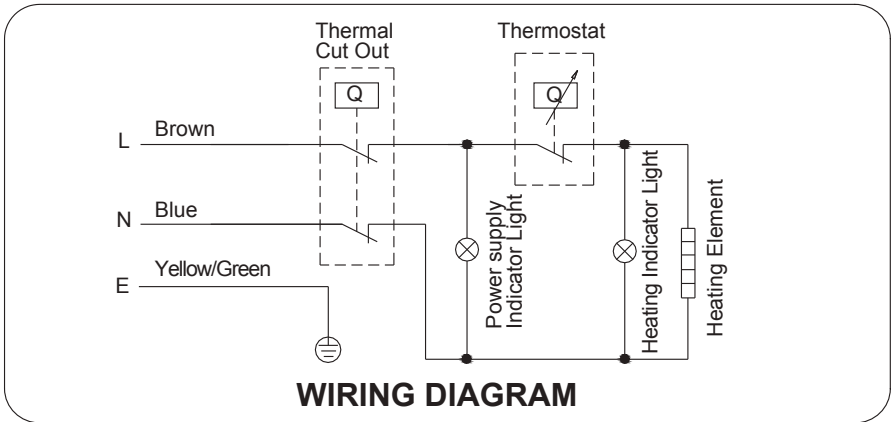 Thermal
Cut Out
Thermostat
Q
Q
L
Brown
N
Blue
E
Yellow/Green
Power supply
Indicator Light
Heating Indicator Light
Heating Element
WIRING DIAGRAM